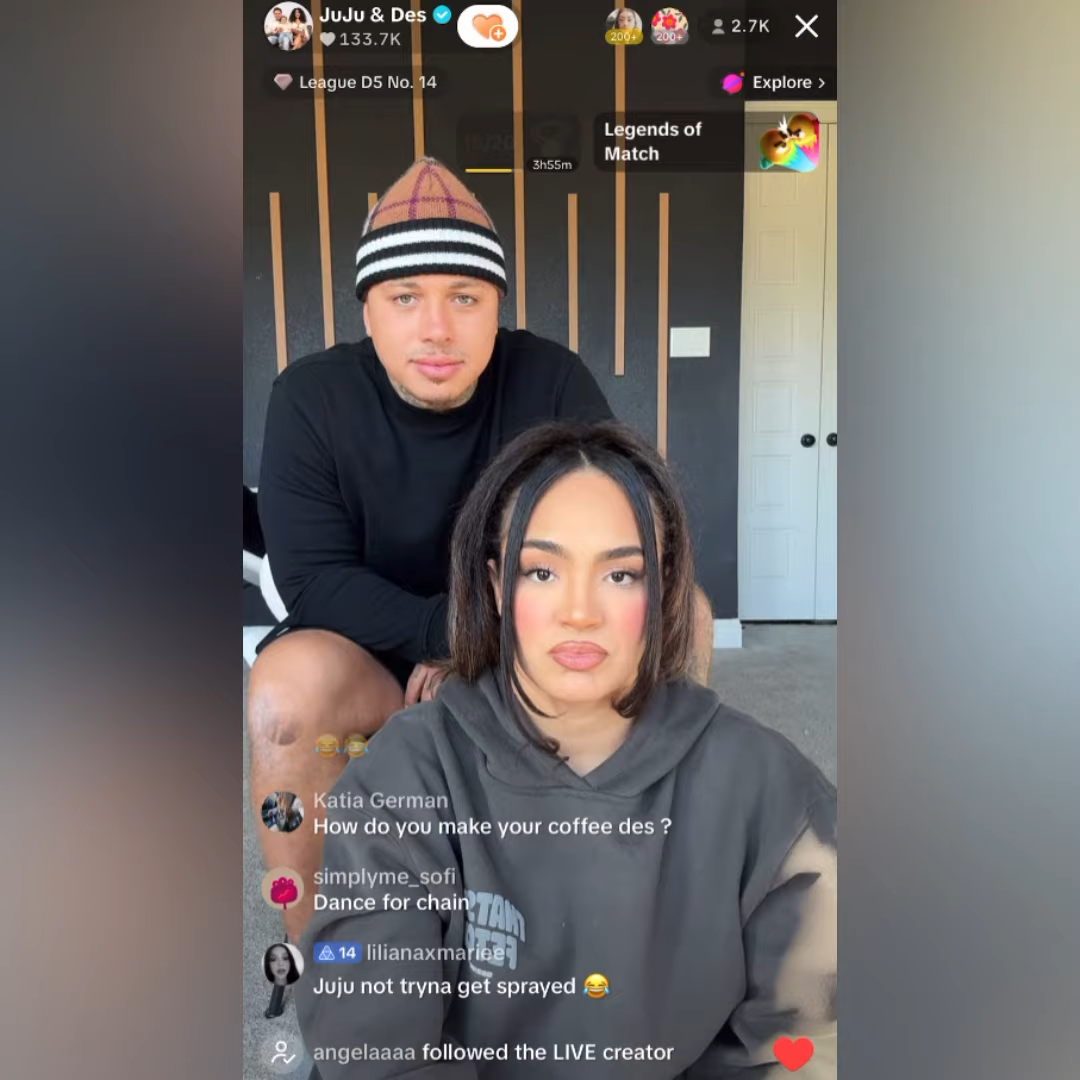 JuJu & Des
133.7K
200+
200+
2.7K
League D5 No. 14
Explore >
Legends of
Match
3h55m
😂😂
Katia German
How do you make your coffee des ?
simplyme_sofi
Dance for chain
14 lilianaxmariee
Juju not tryna get sprayed 😂
angelaaaa followed the LIVE creator